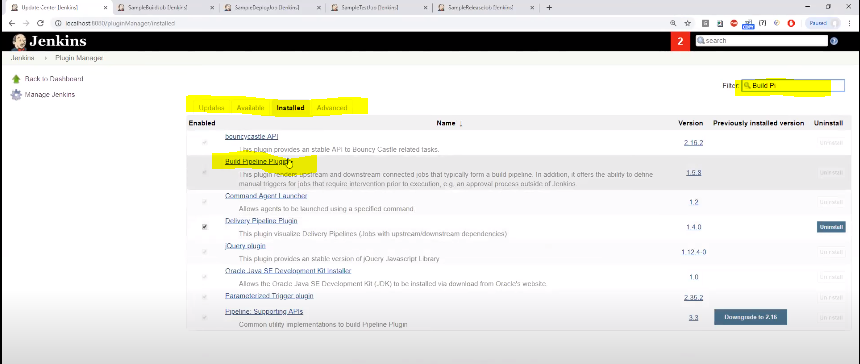 Update Center [Jenkins]
SampleBuildJob [Jenkins]
SampleDeployJob [Jenkins]
SampleTestJob [Jenkins]
SampleReleaseJob [Jenkins]
localhost:8080/pluginManager/installed
Paused
Jenkins
2
search
Jenkins
Plugin Manager
Back to Dashboard
Manage Jenkins
Filter:
Build Pi
Updates Available Installed Advanced
Enabled Name ↓ Version Previously installed version Uninstall
bouncycastle API
This plugin provides an stable API to Bouncy Castle related tasks.
2.16.2
Uninstall
Build Pipeline Plugin
This plugin renders upstream and downstream connected jobs that typically form a build pipeline. In addition, it offers the ability to define
manual triggers for jobs that require intervention prior to execution, e.g. an approval process outside of Jenkins
1.5.8
Uninstall
Command Agent Launcher
Allows agents to be launched using a specified command
1.2
Uninstall
Delivery Pipeline Plugin
This plugin visualize Delivery Pipelines (Jobs with upstream/downstream dependencies)
1.4.0
Uninstall
jQuery plugin
This plugin provides an stable version of jQuery Javascript Library
1.12.4-0
Uninstall
Oracle Java SE Development Kit Installer
Allows the Oracle Java SE Development Kit (JDK) to be installed via download from Oracle's website.
1.0
Uninstall
Parameterized Trigger plugin
2.35.2
Uninstall
Pipeline: Supporting APIs
Common utility implementations to build Pipeline Plugin
3.3
Downgrade to 2.16
Uninstall